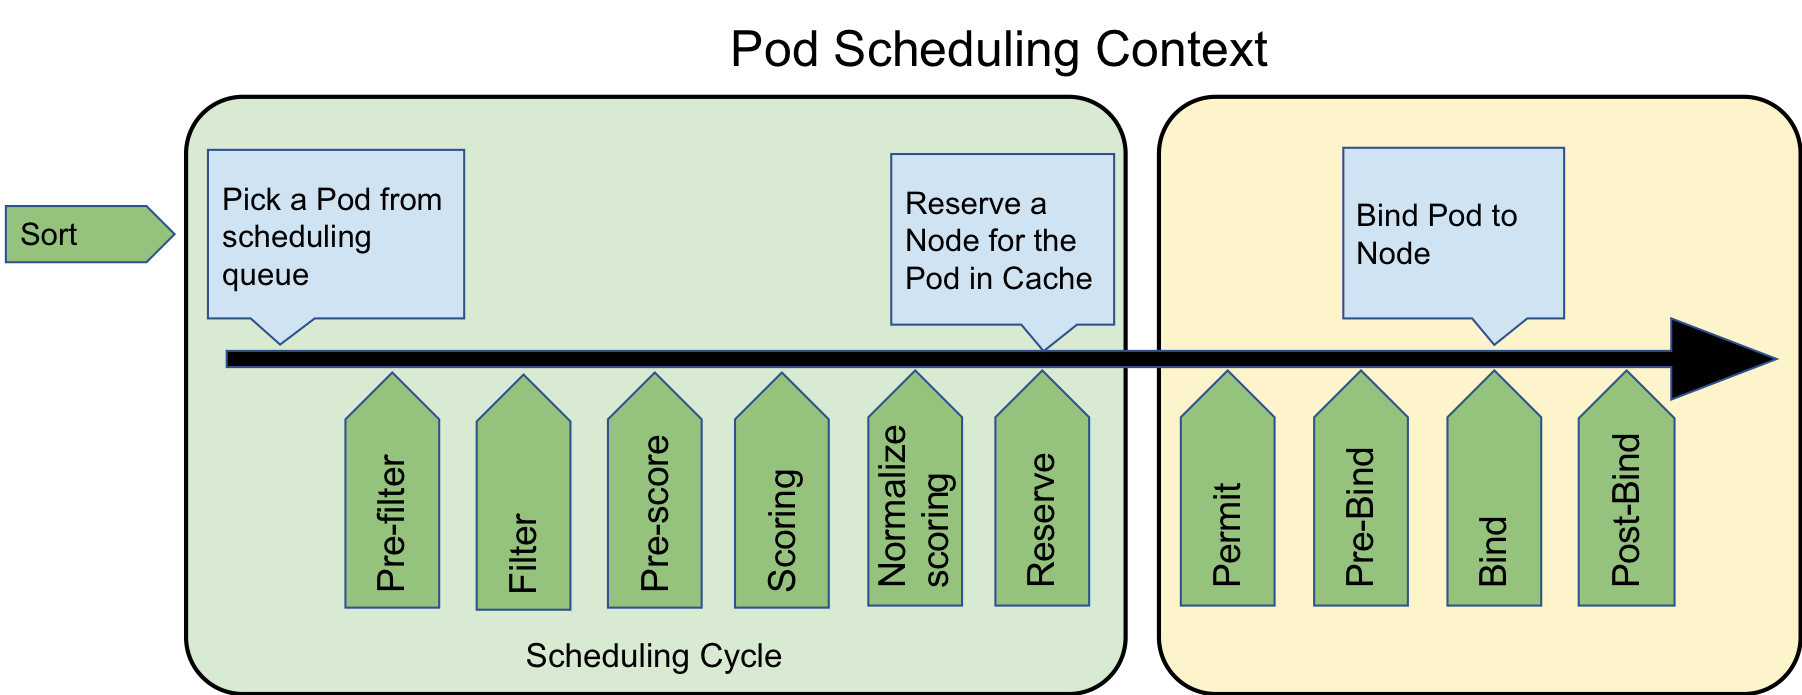 Pod Scheduling Context
Sort
Pick a Pod from
scheduling
queue
Reserve a
Node for the
Pod in Cache
Bind Pod to
Node
Pre-filter
Filter
Pre-score
Scoring
Normalize
scoring
Reserve
Permit
Pre-Bind
Bind
Post-Bind
Scheduling Cycle